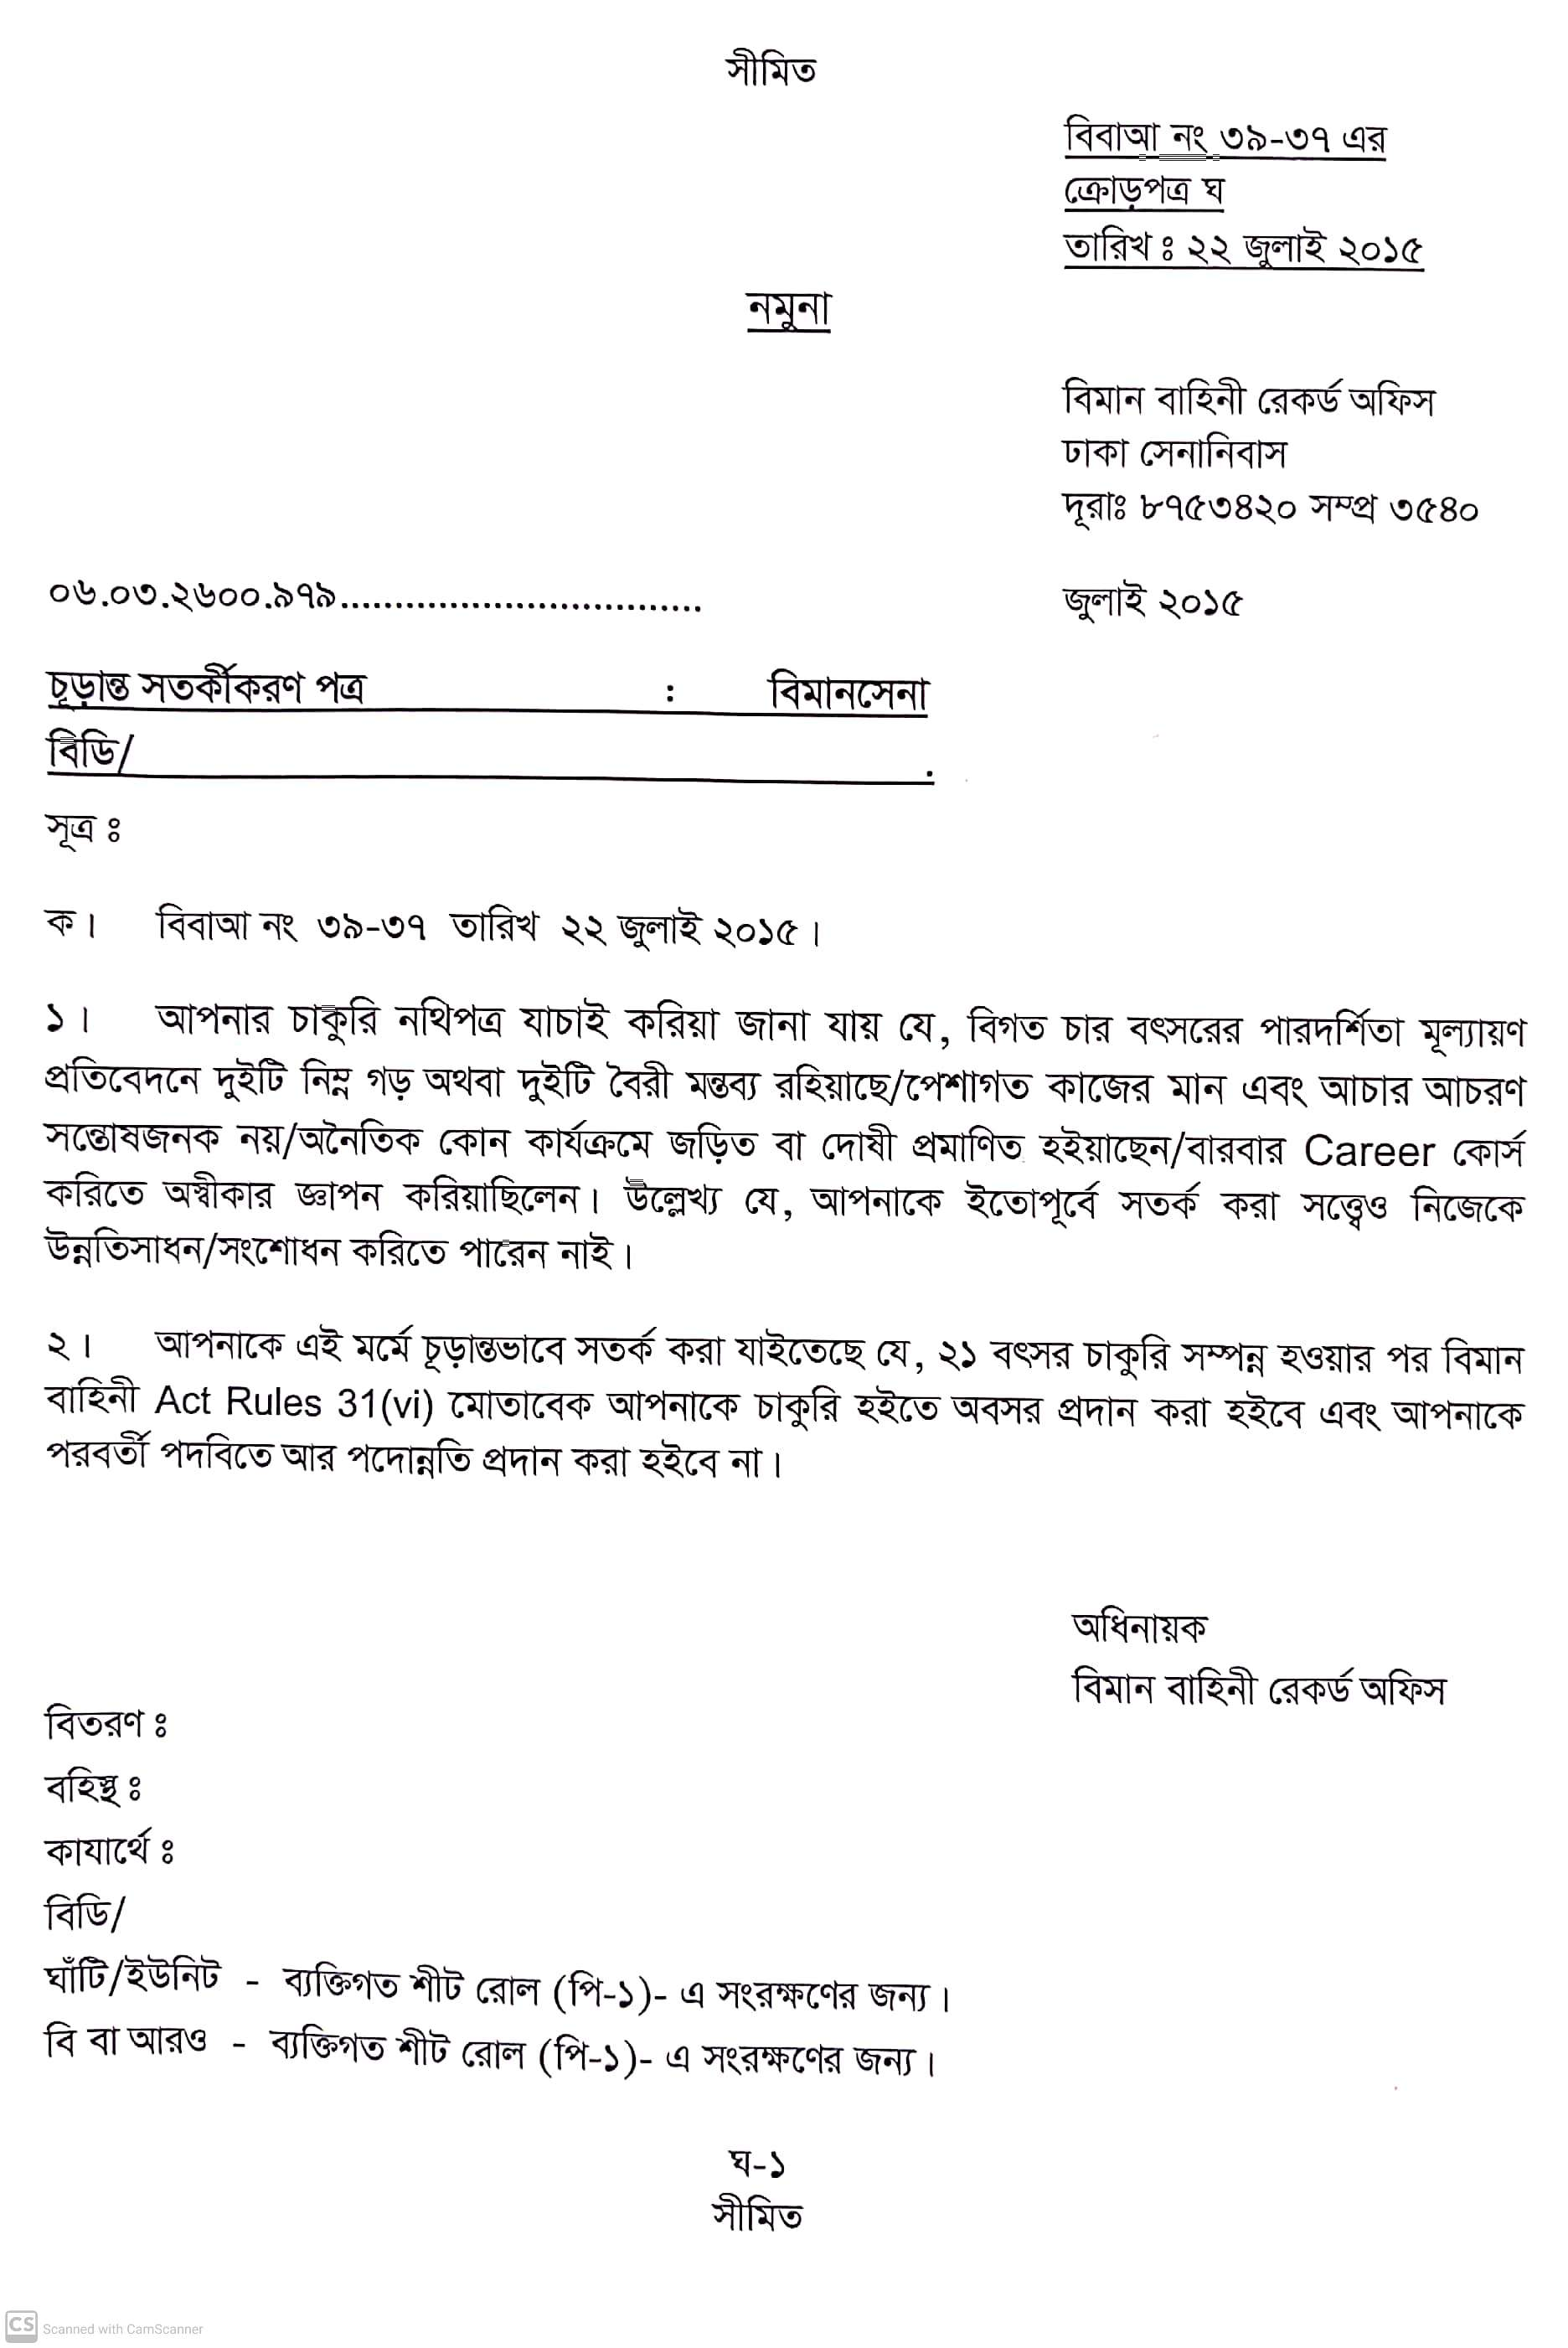 সীমিত
বিবাআ নং ৩৯-৩৭ এর
ক্রোড়পত্র ঘ
তারিখ ঃ ২২ জুলাই ২০১৫
নমুনা
বিমান বাহিনী রেকর্ড অফিস
ঢাকা সেনানিবাস
দূরাঃ ৮৭৫৩৪২০ সম্প্র ৩৫৪০
০৬.০৩.২৬০০.৯৭৯..................................
জুলাই ২০১৫
চূড়ান্ত সতর্কীকরণ পত্র : বিমানসেনা
বিডি/ .
সূত্র ঃ
ক। বিবাআ নং ৩৯-৩৭ তারিখ ২২ জুলাই ২০১৫।
১। আপনার চাকুরি নথিপত্র যাচাই করিয়া জানা যায় যে, বিগত চার বৎসরের পারদর্শিতা মূল্যায়ণ
প্রতিবেদনে দুইটি নিম্ন গড় অথবা দুইটি বৈরী মন্তব্য রহিয়াছে/পেশাগত কাজের মান এবং আচার আচরণ
সন্তোষজনক নয়/অনৈতিক কোন কার্যক্রমে জড়িত বা দোষী প্রমাণিত হইয়াছেন/বারবার Career কোর্স
করিতে অস্বীকার জ্ঞাপন করিয়াছিলেন। উল্লেখ্য যে, আপনাকে ইতোপূর্বে সতর্ক করা সত্ত্বেও নিজেকে
উন্নতিসাধন/সংশোধন করিতে পারেন নাই।
২। আপনাকে এই মর্মে চূড়ান্তভাবে সতর্ক করা যাইতেছে যে, ২১ বৎসর চাকুরি সম্পন্ন হওয়ার পর বিমান
বাহিনী Act Rules 31(vi) মোতাবেক আপনাকে চাকুরি হইতে অবসর প্রদান করা হইবে এবং আপনাকে
পরবর্তী পদবিতে আর পদোন্নতি প্রদান করা হইবে না।
অধিনায়ক
বিমান বাহিনী রেকর্ড অফিস
বিতরণ ঃ
বহিস্থ ঃ
কাযার্থে ঃ
বিডি/
ঘাঁটি/ইউনিট - ব্যক্তিগত শীট রোল (পি-১)- এ সংরক্ষণের জন্য।
বি বা আরও - ব্যক্তিগত শীট রোল (পি-১)- এ সংরক্ষণের জন্য।
ঘ-১
সীমিত
CS Scanned with CamScanner